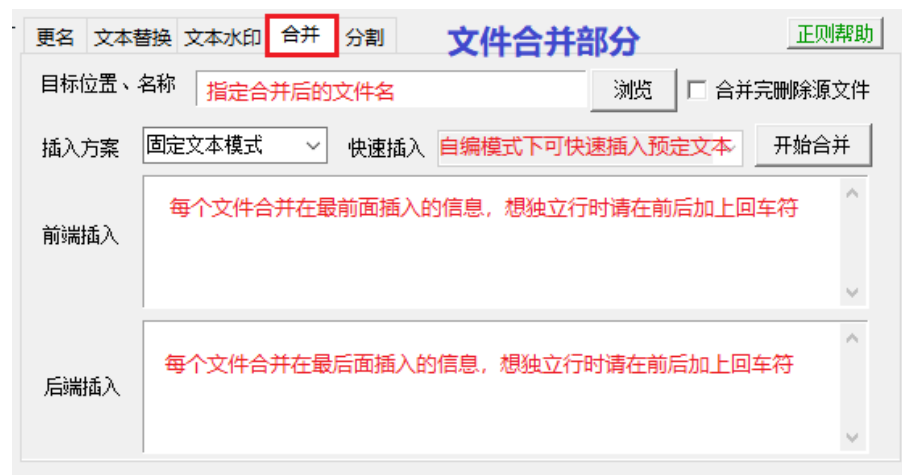 更名 文本替换 文本水印 合并 分割 文件合并部分 正则帮助
目标位置、名称 指定合并后的文件名 浏览 合并完删除源文件
插入方案 固定文本模式 快速插入 自编模式下可快速插入预定文本 开始合并
每个文件合并在最前面插入的信息，想独立行时请在前后加上回车符
前端插入
每个文件合并在最后面插入的信息，想独立行时请在前后加上回车符
后端插入